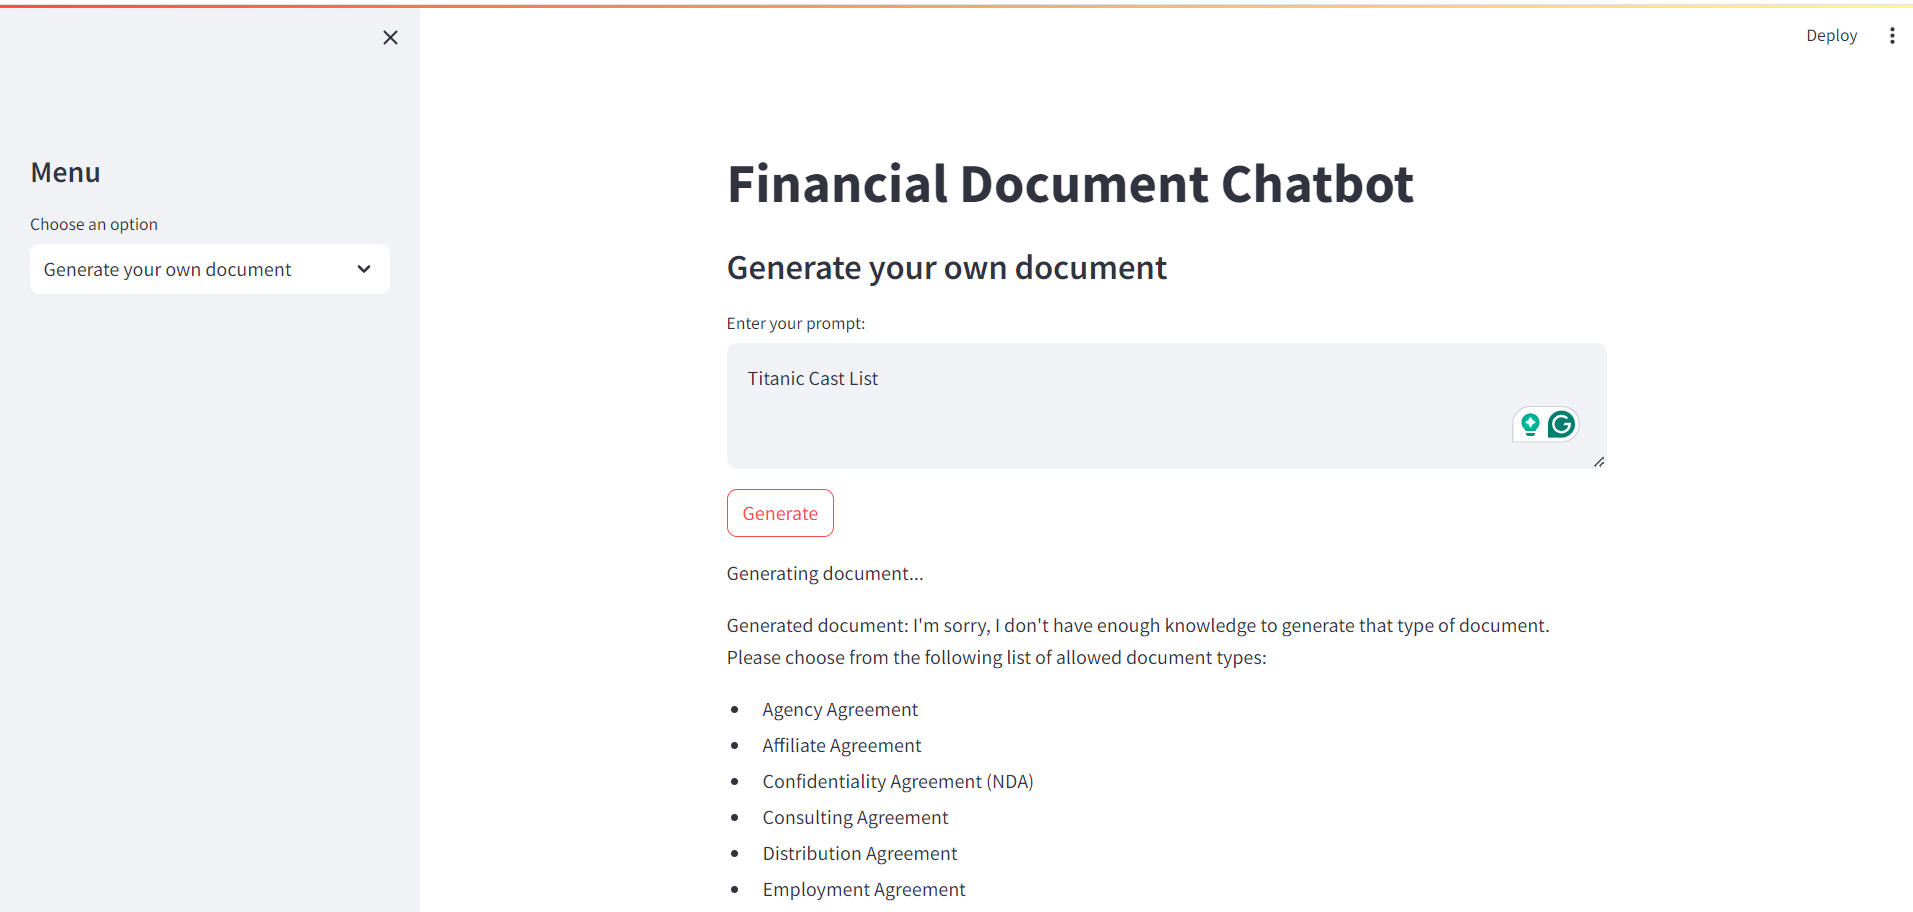 Deploy
Menu
Choose an option
Generate your own document
Financial Document Chatbot
Generate your own document
Enter your prompt:
Titanic Cast List
Generate
Generating document...
Generated document: I'm sorry, I don't have enough knowledge to generate that type of document.
Please choose from the following list of allowed document types:
• Agency Agreement
• Affiliate Agreement
• Confidentiality Agreement (NDA)
• Consulting Agreement
• Distribution Agreement
• Employment Agreement